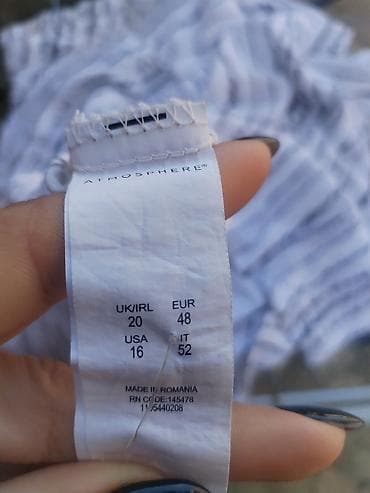 ATMOSPHERE®
UK/IRL EUR
20 48
USA IT
16 52
MADE IN ROMANIA
RN CODE:145478